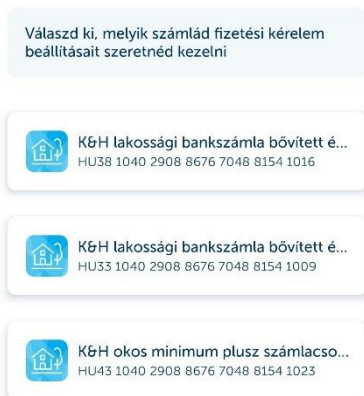 Válaszd ki, melyik számlád fizetési kérelem
beállításait szeretnéd kezelni
K&H lakossági bankszámla bővített é...
HU38 1040 2908 8676 7048 8154 1016
K&H lakossági bankszámla bővített é...
HU33 1040 2908 8676 7048 8154 1009
K&H okos minimum plusz számlacso...
HU43 1040 2908 8676 7048 8154 1023